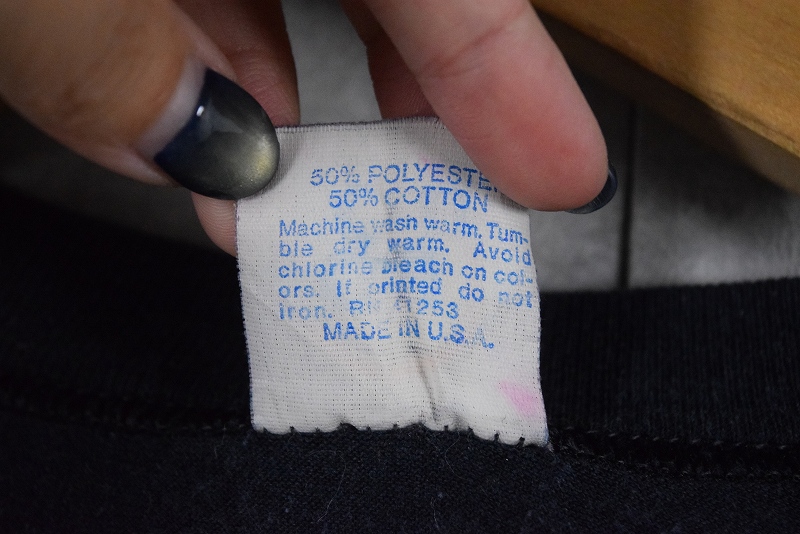 50% POLYESTE
50% COTTON
Machine wash warm. Tum-
ble dry warm. Avoid
chlorine bleach on col-
ors. If printed do not
iron. 1253
MADE IN U.S.A.